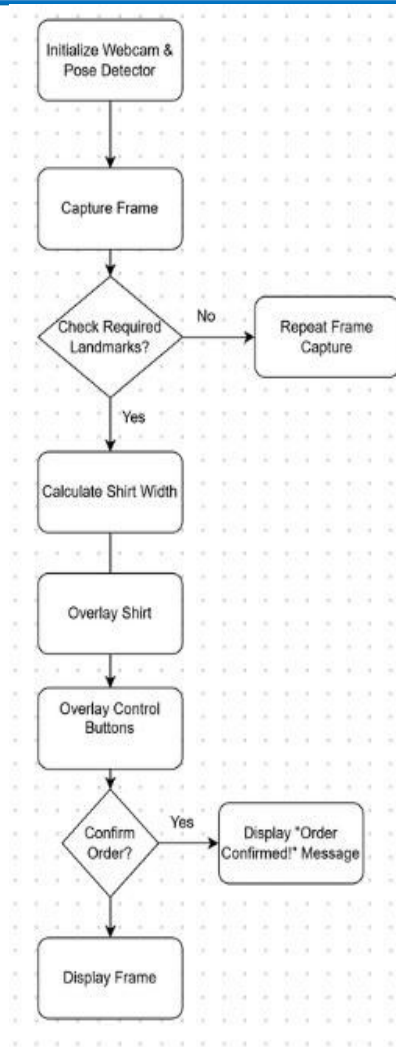 Initialize Webcam &
Pose Detector
Capture Frame
Check Required
Landmarks?
No
Repeat Frame
Capture
Yes
Calculate Shirt Width
Overlay Shirt
Overlay Control
Buttons
Confirm
Order?
Yes
Display "Order
Confirmed!" Message
Display Frame